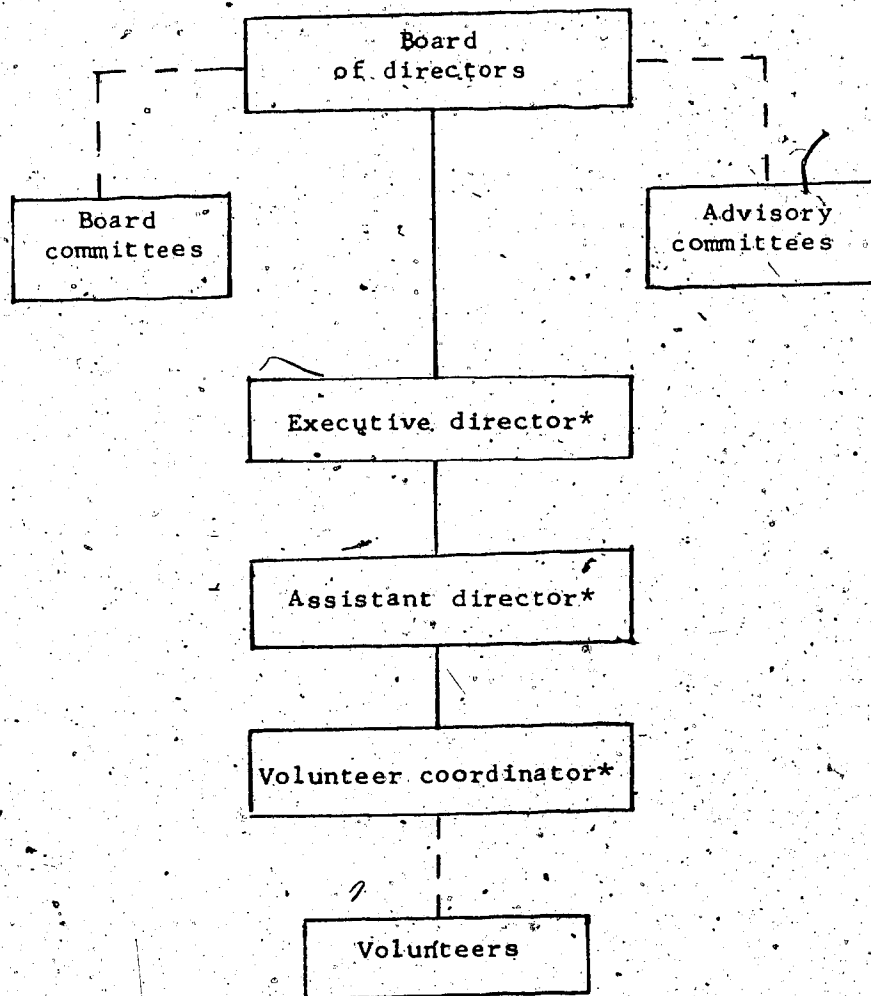 Board
of directors
Board
committees
Advisory
committees
Executive director*
Assistant director*
Volunteer coordinator*
Volunteers